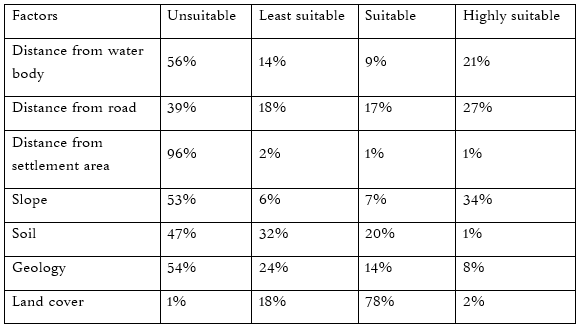 Factors Unsuitable Least suitable Suitable Highly suitable
Distance from water
body 56% 14% 9% 21%
Distance from road 39% 18% 17% 27%
Distance from
settlement area 96% 2% 1% 1%
Slope 53% 6% 7% 34%
Soil 47% 32% 20% 1%
Geology 54% 24% 14% 8%
Land cover 1% 18% 78% 2%